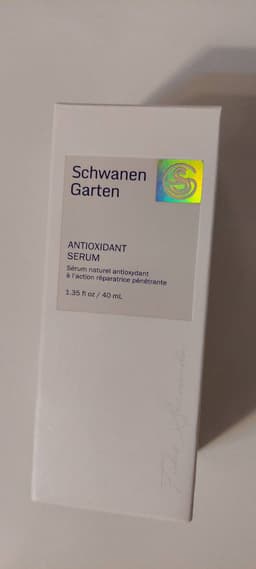 Schwanen
Garten
ANTIOXIDANT
SERUM
Sérum naturel antioxydant
à l'action réparatrice pénétrante
1.35 fl oz / 40 mL